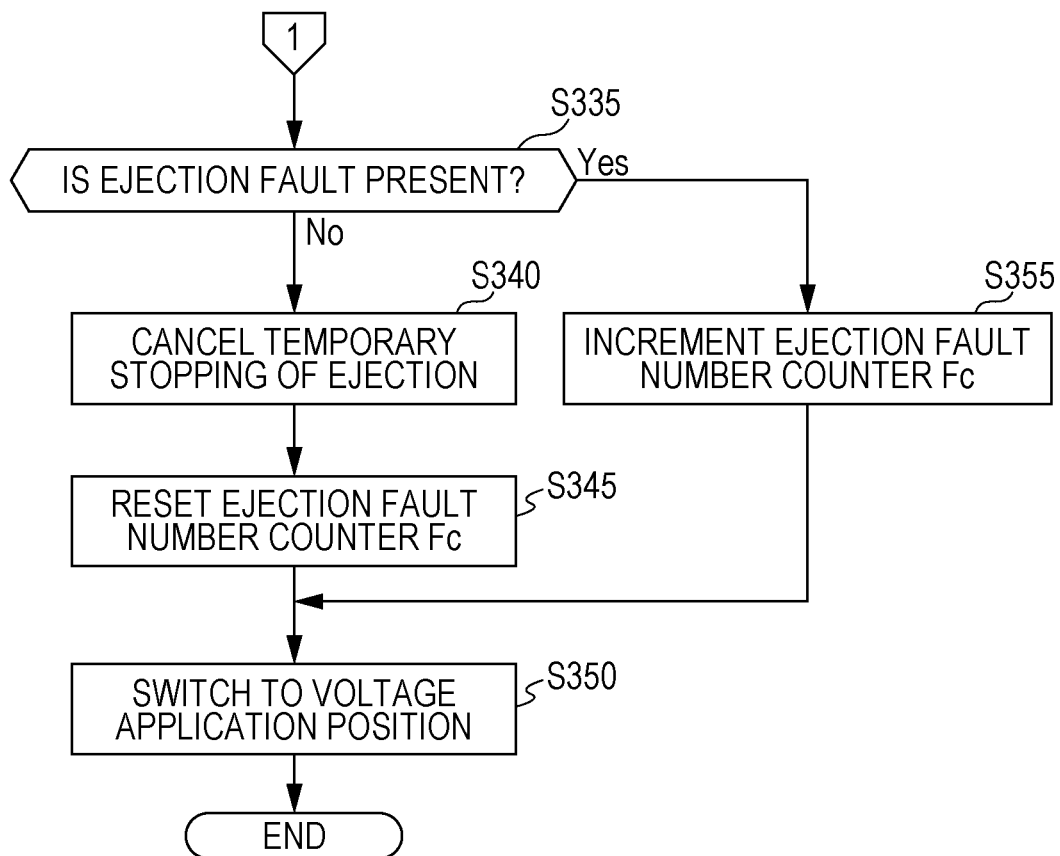 1
S335
IS EJECTION FAULT PRESENT?
Yes
No
S340
CANCEL TEMPORARY
STOPPING OF EJECTION
S355
INCREMENT EJECTION FAULT
NUMBER COUNTER Fc
S345
RESET EJECTION FAULT
NUMBER COUNTER Fc
S350
SWITCH TO VOLTAGE
APPLICATION POSITION
END